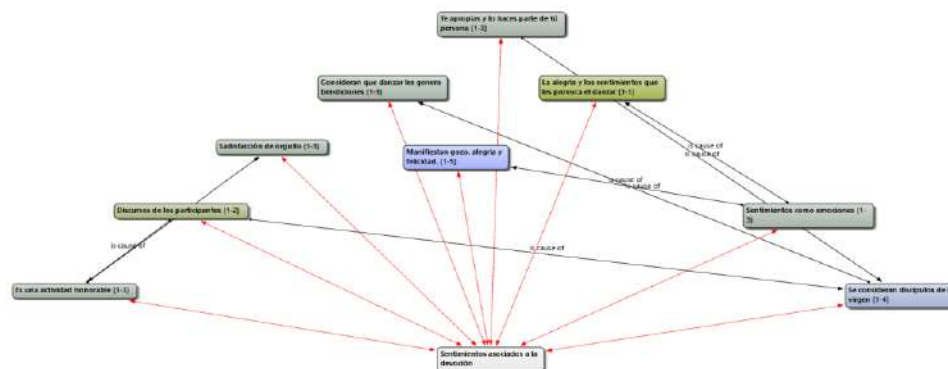 Te apropias y lo haces parte de tú
persona {1-3}
Consideran que danzar les genera
bendiciones {1-3}
La alegría y los sentimientos que
les provoca el danzar {3-1}
Satisfacción de orgullo {1-3}
Manifiestan gozo, alegría y
felicidad. {1-5}
is cause of
is cause of
is cause of
is cause of
Discursos de los participantes {1-2}
Sentimientos como emociones {1-
is cause of
is cause of
Es una actividad honorable {1-3}
Se consideran discípulos de la
virgen {1-4}
Sentimientos asociados a la
devoción